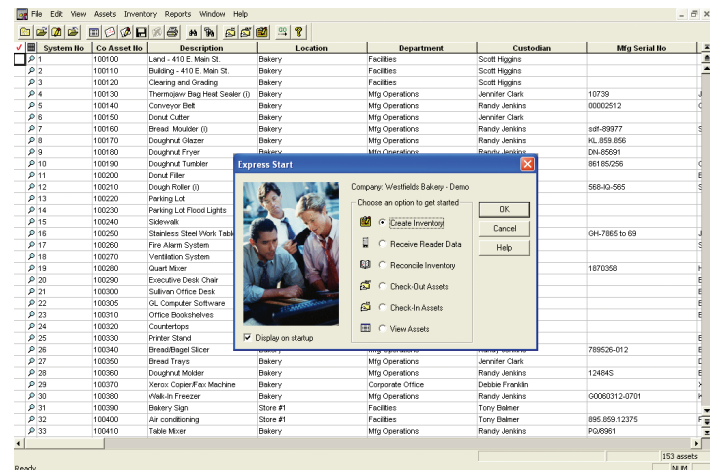 File Edit View Assets Inventory Reports Window Help
System No Co Asset No Description Location Department Custodian Mfg Serial No
1 100100 Land - 410 E. Main St. Bakery Facilities Scott Higgins
2 100110 Building - 410 E. Main St. Bakery Facilities Scott Higgins
3 100120 Clearing and Grading Bakery Facilities Scott Higgins
4 100130 Thermojaw Bag Heat Sealer (i) Bakery Mfg Operations Jennifer Clark 10739
5 100140 Conveyor Belt Bakery Mfg Operations Randy Jenkins 00002512
6 100150 Donut Cutter Bakery Mfg Operations Jennifer Clark
7 100160 Bread Moulder (i) Bakery Mfg Operations Randy Jenkins sdf-89977
8 100170 Doughnut Glazer Bakery Mfg Operations Randy Jenkins KL.859.856
9 100180 Doughnut Fryer Bakery Mfg Operations Randy Jenkins DN-85691
10 100190 Doughnut Tumbler 86185/256
11 100200 Donut Filler
12 100210 Dough Roller (i) 568-IQ-565
13 100220 Parking Lot
14 100230 Parking Lot Flood Lights
15 100240 Sidewalk
16 100250 Stainless Steel Work Tabl GH-7865 to 69
17 100260 Fire Alarm System
18 100270 Ventilation System
19 100280 Quart Mixer 1870358
20 100290 Executive Desk Chair
21 100300 Sullivan Office Desk
22 100305 GL Computer Software
23 100310 Office Bookshelves
24 100320 Countertops
25 100330 Printer Stand
26 100340 Bread/Bagel Slicer Bakery Mfg Operations Randy Jenkins 789526-012
27 100350 Bread Trays Bakery Mfg Operations Jennifer Clark
28 100360 Doughnut Molder Bakery Mfg Operations Randy Jenkins 12484S
29 100370 Xerox Copier/Fax Machine Bakery Corporate Office Debbie Franklin
30 100380 Walk-In Freezer Bakery Mfg Operations Randy Jenkins G0060312-0701
31 100390 Bakery Sign Store #1 Facilities Tony Balmer
32 100400 Air conditioning Store #1 Facilities Tony Balmer 895.859.12375
33 100410 Table Mixer Bakery Mfg Operations Randy Jenkins PQ/8961
Express Start
Company: Westfields Bakery - Demo
Choose an option to get started
Create Inventory
Receive Reader Data
Reconcile Inventory
Check-Out Assets
Check-In Assets
View Assets
OK
Cancel
Help
Display on startup
153 assets
Ready NUM